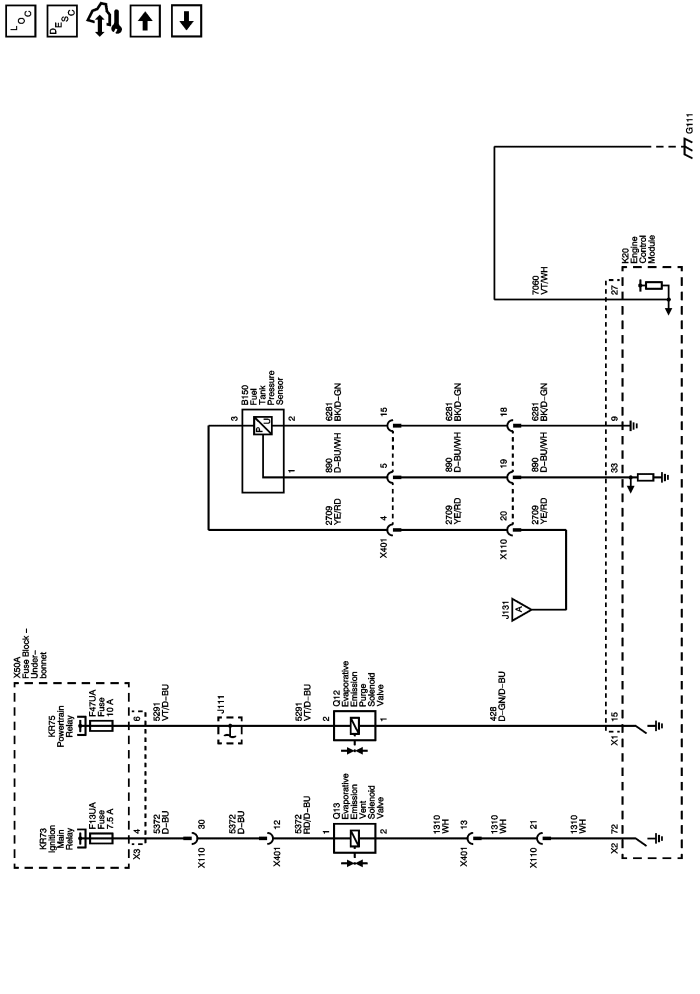 LOC
DESC
G111
K20
Engine
Control
Module
7060
VT/WH
27
B150
Fuel
Tank
Pressure
Sensor
3
P
U
2
1
6281
BK/D-GN
15
6281
BK/D-GN
18
6281
BK/D-GN
9
890
D-BU/WH
5
890
D-BU/WH
19
890
D-BU/WH
33
2709
YE/RD
4
X401
2709
YE/RD
20
X110
2709
YE/RD
J131
A
X50A
Fuse Block –
Under–
bonnet
KR75
Powertrain
Relay
F47UA
Fuse
10 A
6
5291
VT/D-BU
J111
5291
VT/D-BU
2
Q12
Evaporative
Emission
Purge
Solenoid
Valve
1
428
D-GN/D-BU
15
X1
KR73
Ignition
Main
Relay
F13UA
Fuse
7.5 A
4
X3
5372
D-BU
30
X110
5372
D-BU
12
X401
5372
RD/D-BU
1
Q13
Evaporative
Emission
Vent
Solenoid
Valve
2
1310
WH
13
X401
1310
WH
21
X110
1310
WH
72
X2